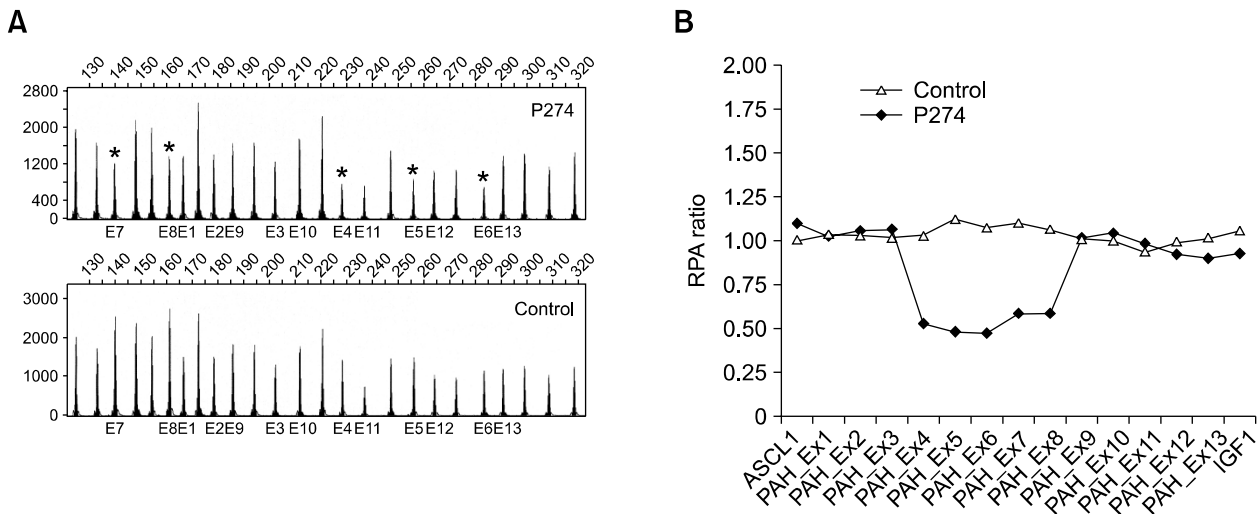 A
130 140 150 160 170 180 190 200 210 220 230 240 250 260 270 280 290 300 310 320
2800
2000
1200
400
0
P274
* * * * *
E7 E8E1 E2E9 E3 E10 E4 E11 E5 E12 E6E13
130 140 150 160 170 180 190 200 210 220 230 240 250 260 270 280 290 300 310 320
3000
2000
1000
0
Control
E7 E8E1 E2E9 E3 E10 E4 E11 E5 E12 E6E13
B
RPA ratio
2.00
1.75
1.50
1.25
1.00
0.75
0.50
0.25
0
Control
P274
ASCL1
PAH_Ex1
PAH_Ex2
PAH_Ex3
PAH_Ex4
PAH_Ex5
PAH_Ex6
PAH_Ex7
PAH_Ex8
PAH_Ex9
PAH_Ex10
PAH_Ex11
PAH_Ex12
PAH_Ex13
IGF1